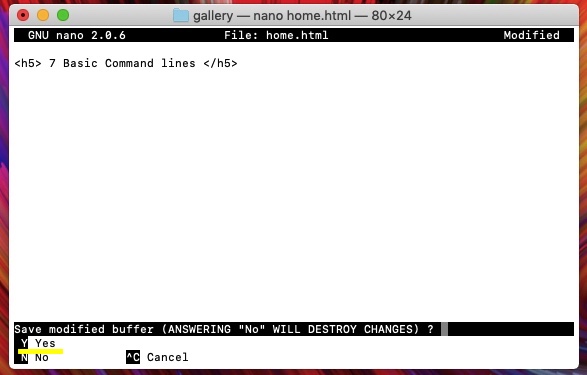 gallery — nano home.html — 80×24
GNU nano 2.0.6 File: home.html Modified
<h5> 7 Basic Command lines </h5>
Save modified buffer (ANSWERING "No" WILL DESTROY CHANGES) ?
Y Yes
N No ^C Cancel